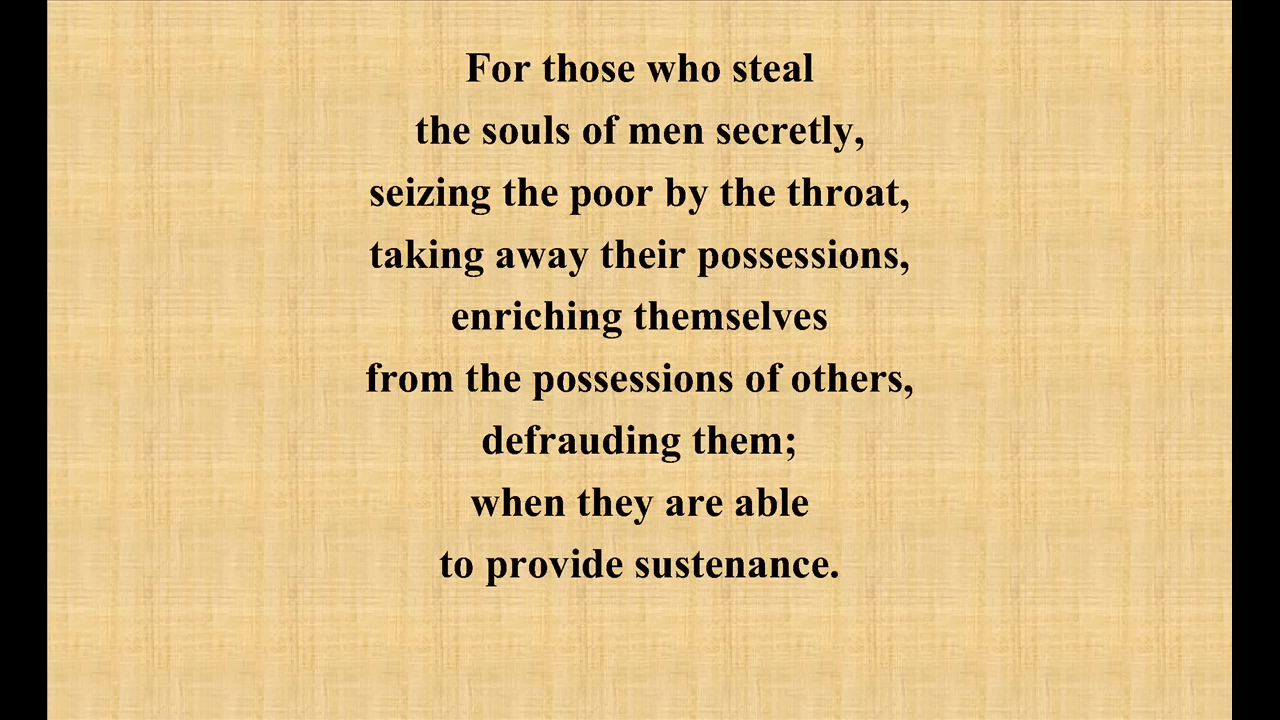 For those who steal
the souls of men secretly,
seizing the poor by the throat,
taking away their possessions,
enriching themselves
from the possessions of others,
defrauding them;
when they are able
to provide sustenance.